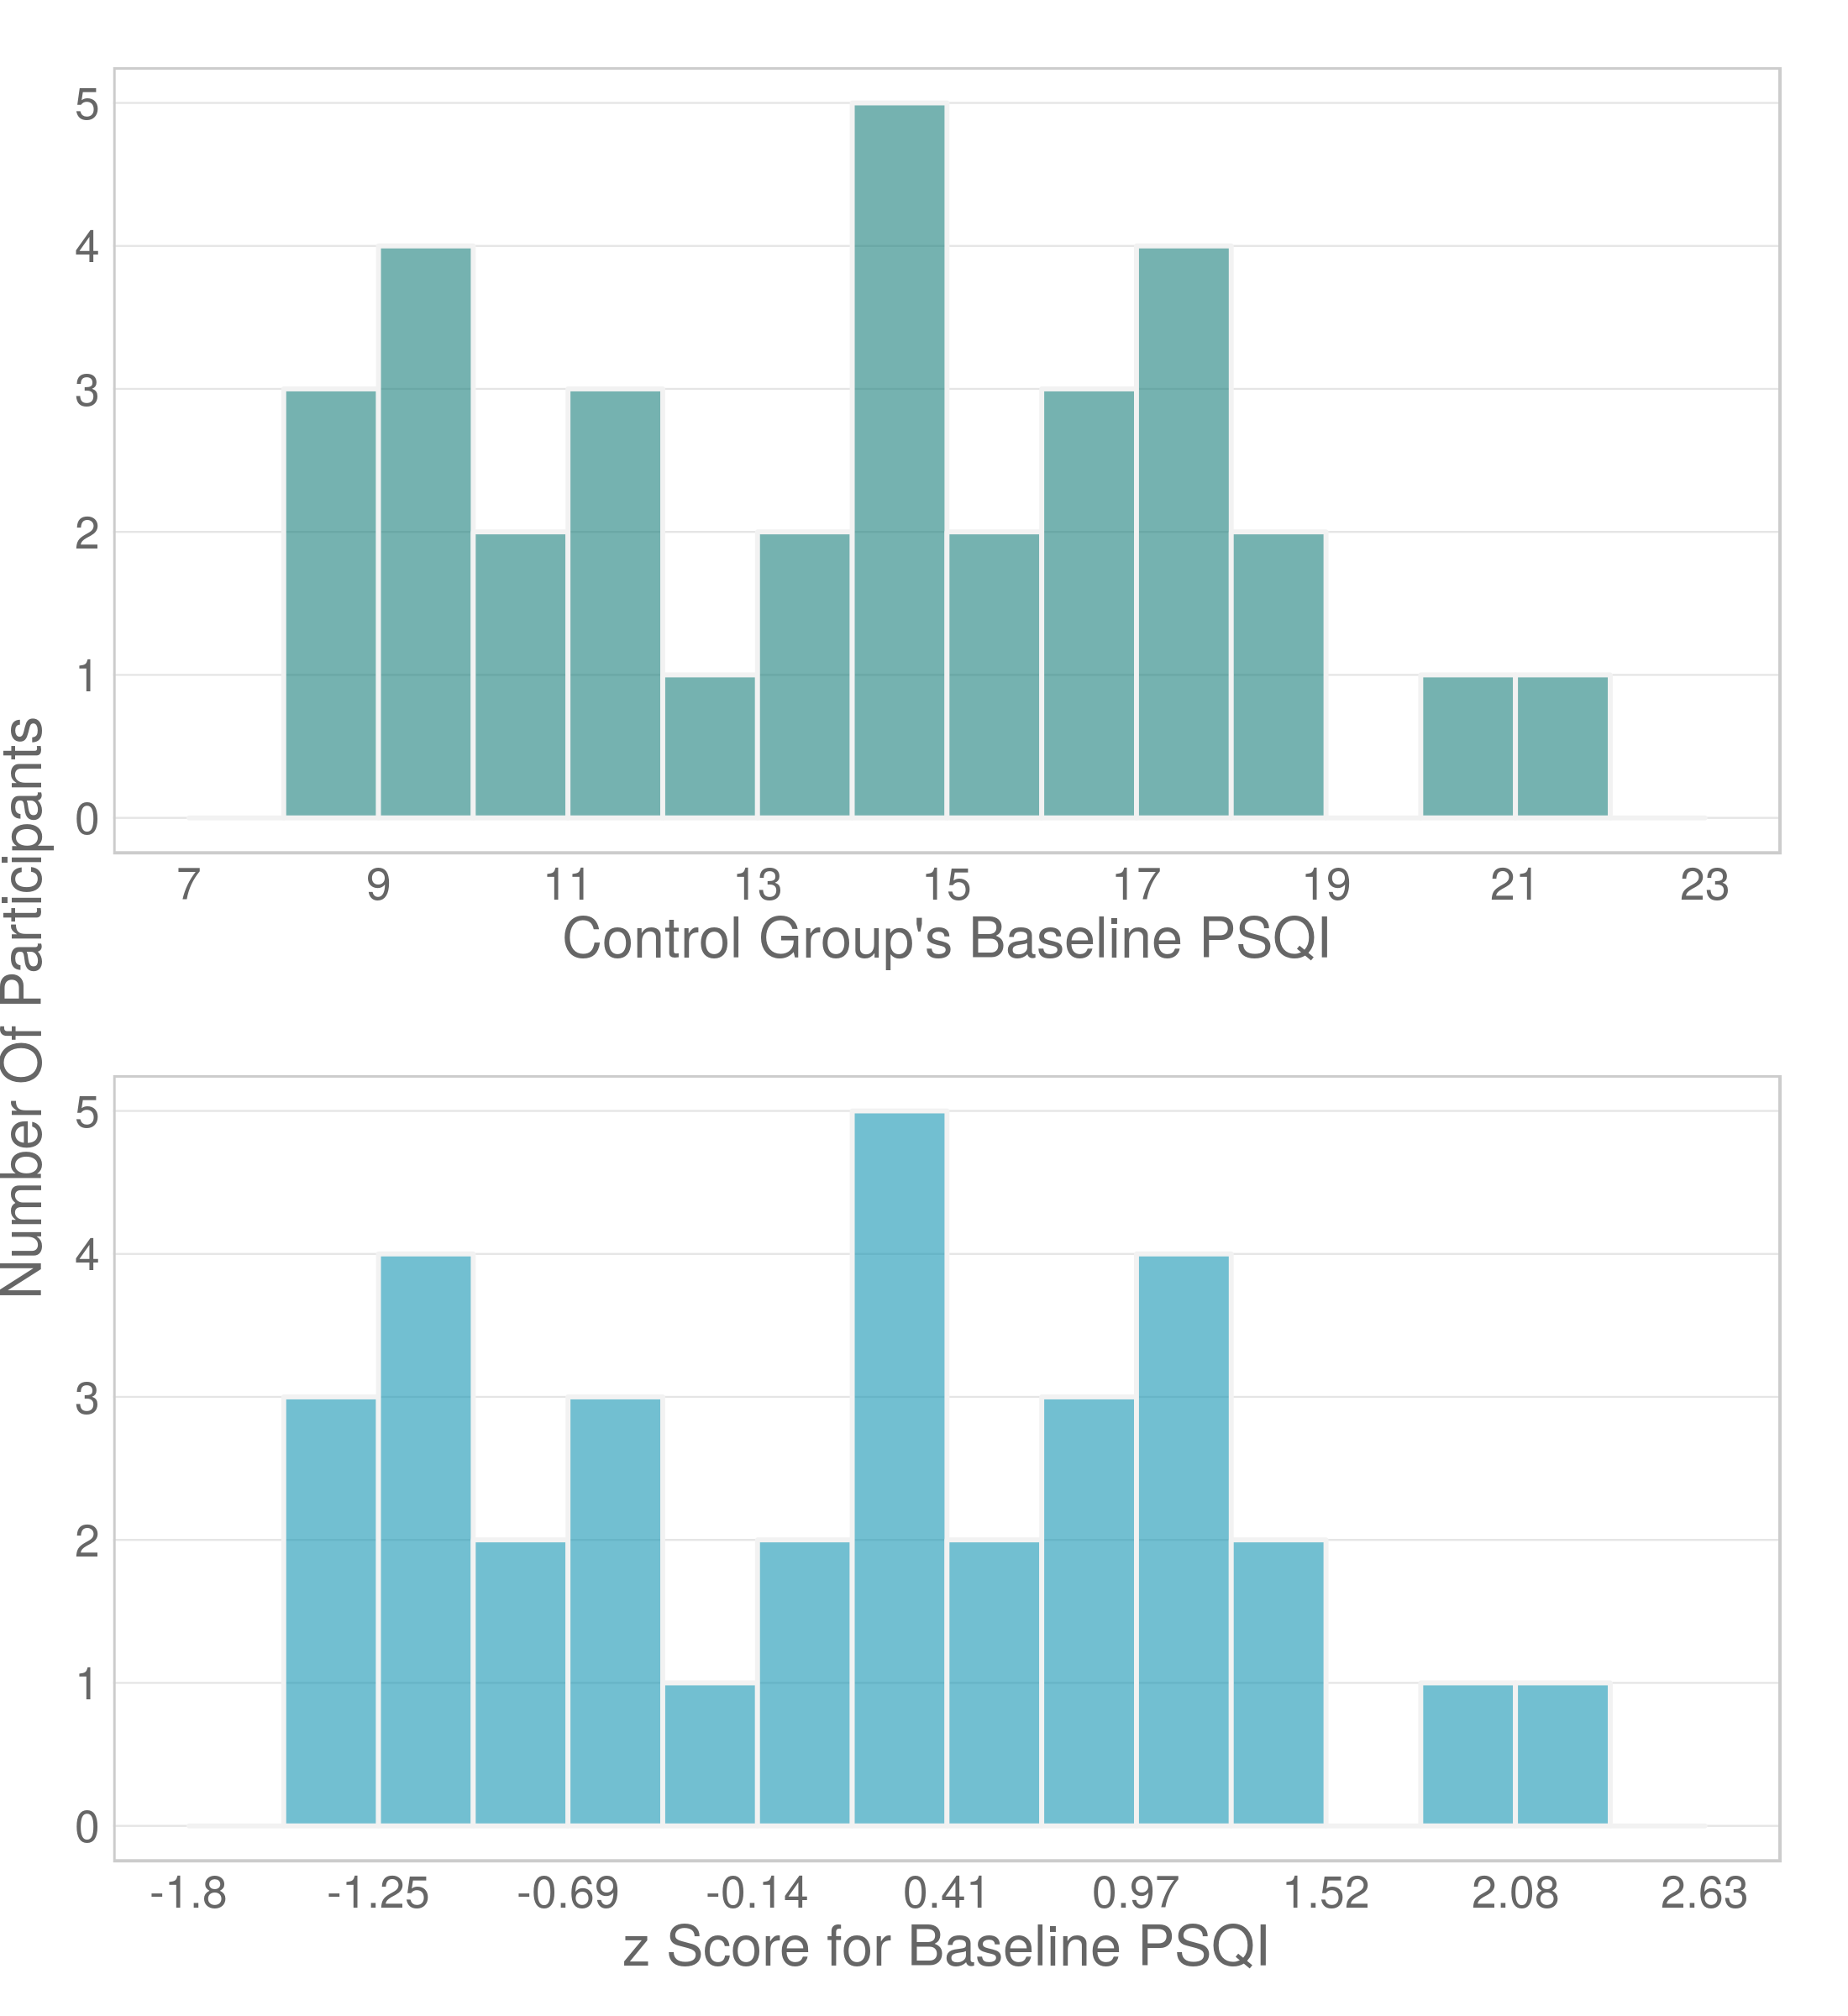 Number Of Participants
5
4
3
2
1
0
7 9 11 13 15 17 19 21 23
Control Group's Baseline PSQI
5
4
3
2
1
0
-1.8 -1.25 -0.69 -0.14 0.41 0.97 1.52 2.08 2.63
z Score for Baseline PSQI